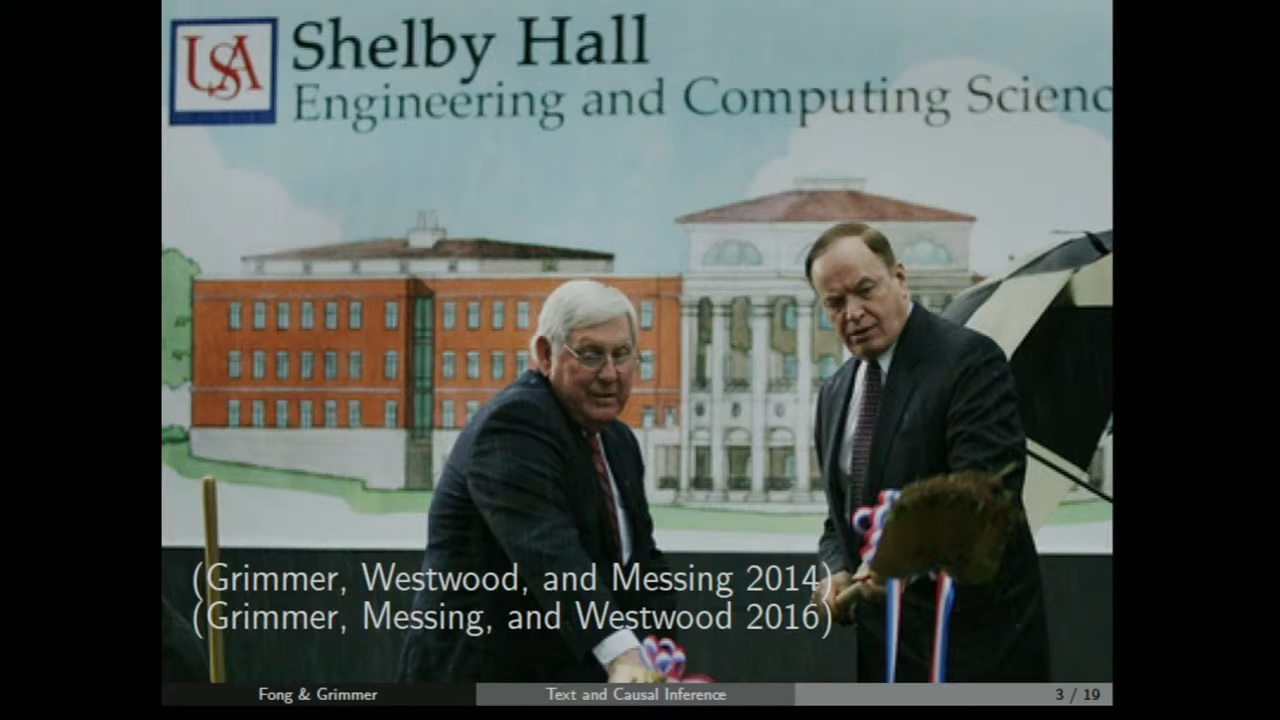 USA
Shelby Hall
Engineering and Computing Scienc
(Grimmer, Westwood, and Messing 2014)
(Grimmer, Messing, and Westwood 2016)
Fong & Grimmer
Text and Causal Inference
3 / 19